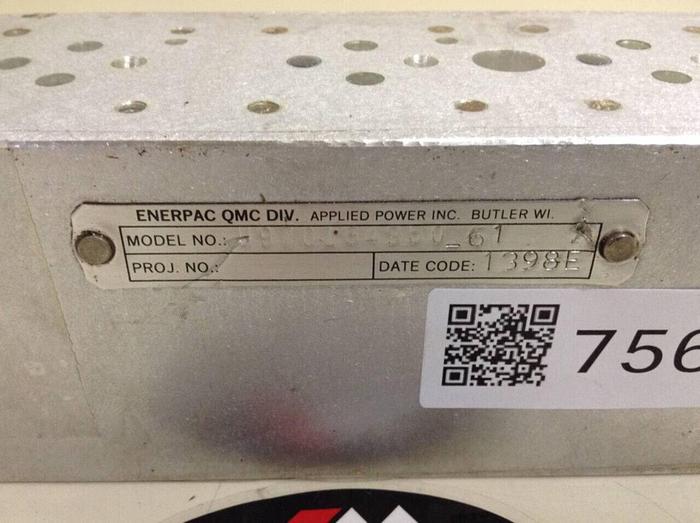 ENERPAC QMC DIV. APPLIED POWER INC. BUTLER WI.
MODEL NO.:
PROJ. NO.: DATE CODE: 1398E
756